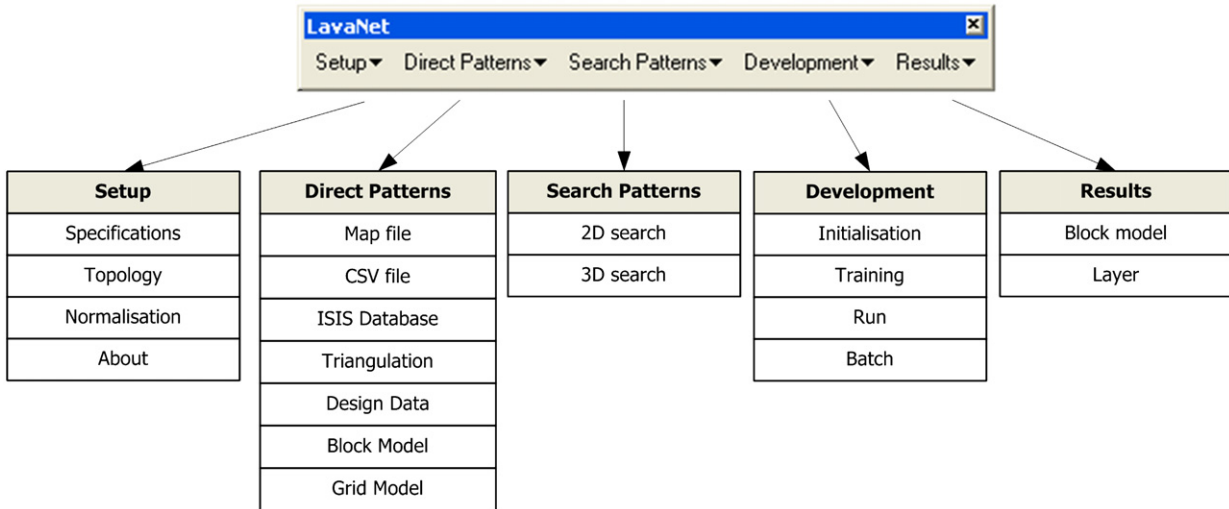 LavaNet
Setup Direct Patterns Search Patterns Development Results
Setup
Specifications
Topology
Normalisation
About
Direct Patterns
Map file
CSV file
ISIS Database
Triangulation
Design Data
Block Model
Grid Model
Search Patterns
2D search
3D search
Development
Initialisation
Training
Run
Batch
Results
Block model
Layer